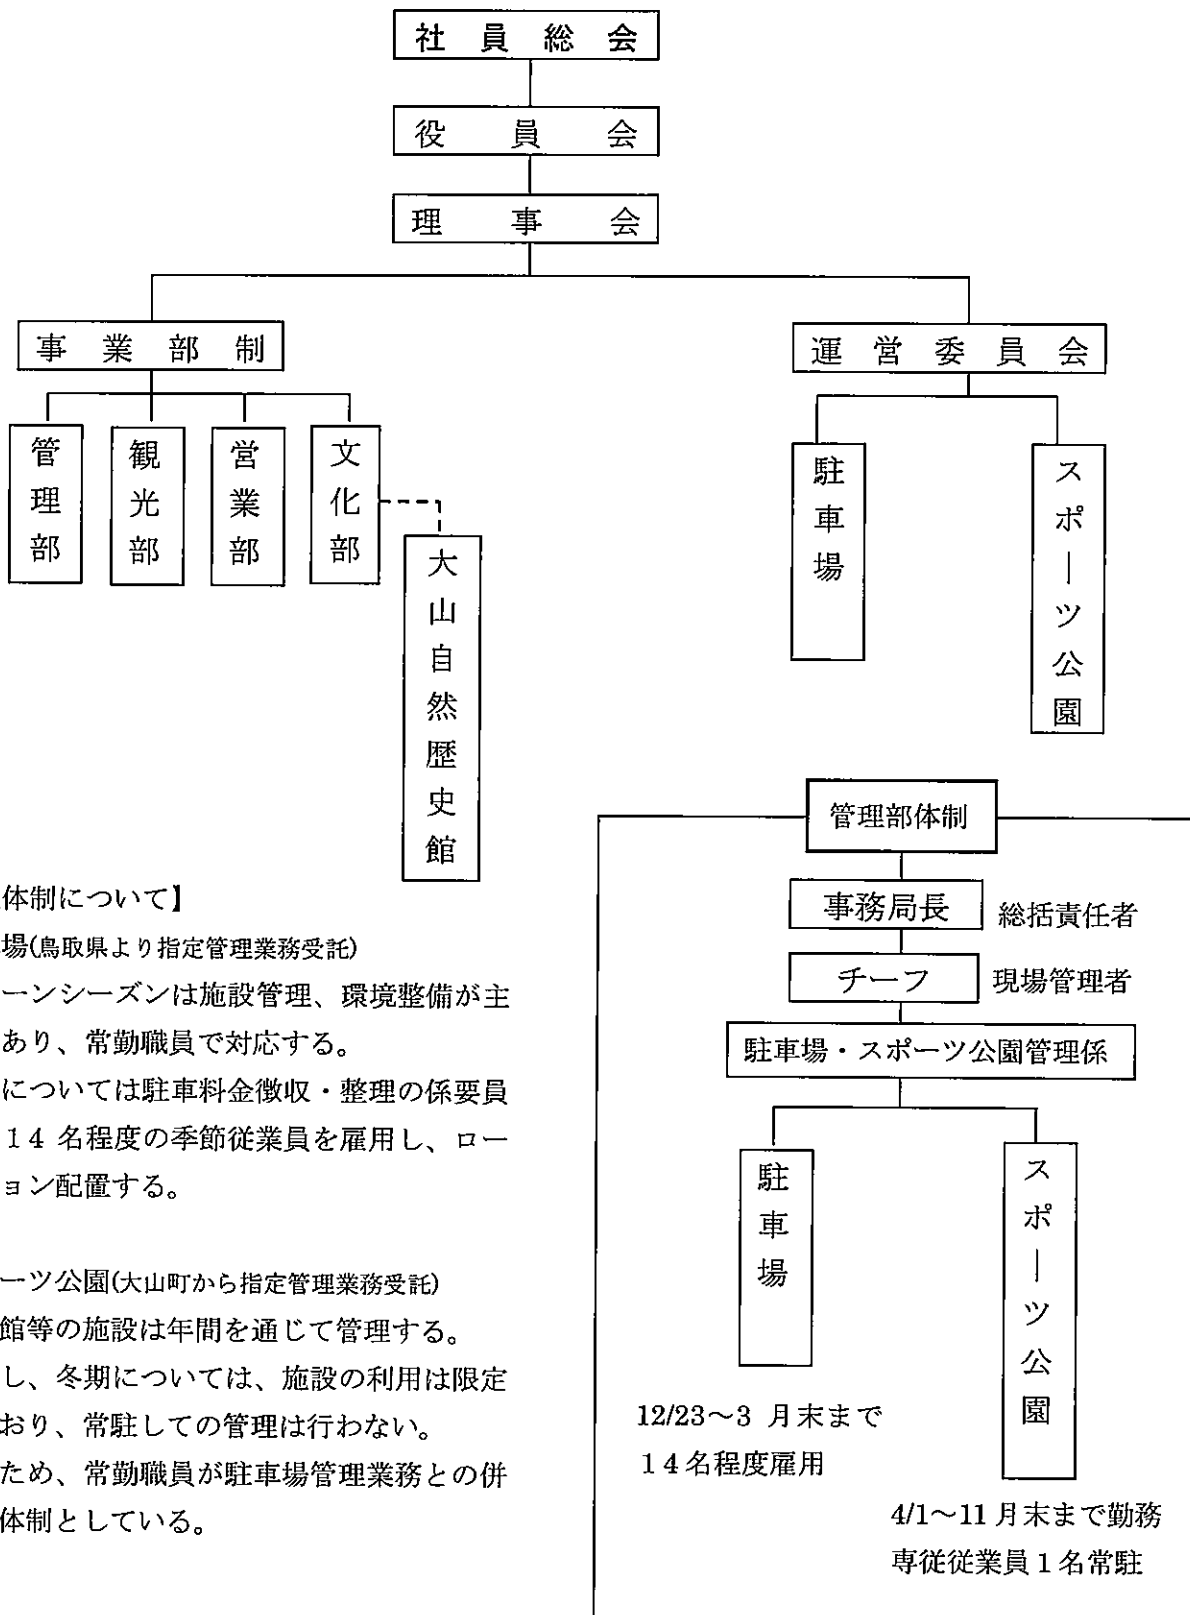 社員総会
役員会
理事会
事業部制
運営委員会
管理部
観光部
営業部
文化部
大山自然歴史館
駐車場
スポーツ公園
体制について】
場(鳥取県より指定管理業務受託)
ーンシーズンは施設管理、環境整備が主
あり、常勤職員で対応する。
については駐車料金徴収・整理の係要員
14 名程度の季節従業員を雇用し、ロー
ョン配置する。
ーツ公園(大山町から指定管理業務受託)
館等の施設は年間を通じて管理する。
し、冬期については、施設の利用は限定
おり、常駐しての管理は行わない。
ため、常勤職員が駐車場管理業務との併
体制としている。
管理部体制
事務局長 総括責任者
チーフ 現場管理者
駐車場・スポーツ公園管理係
駐車場
スポーツ公園
12/23～3 月末まで
14名程度雇用
4/1～11月末まで勤務
専従従業員1名常駐